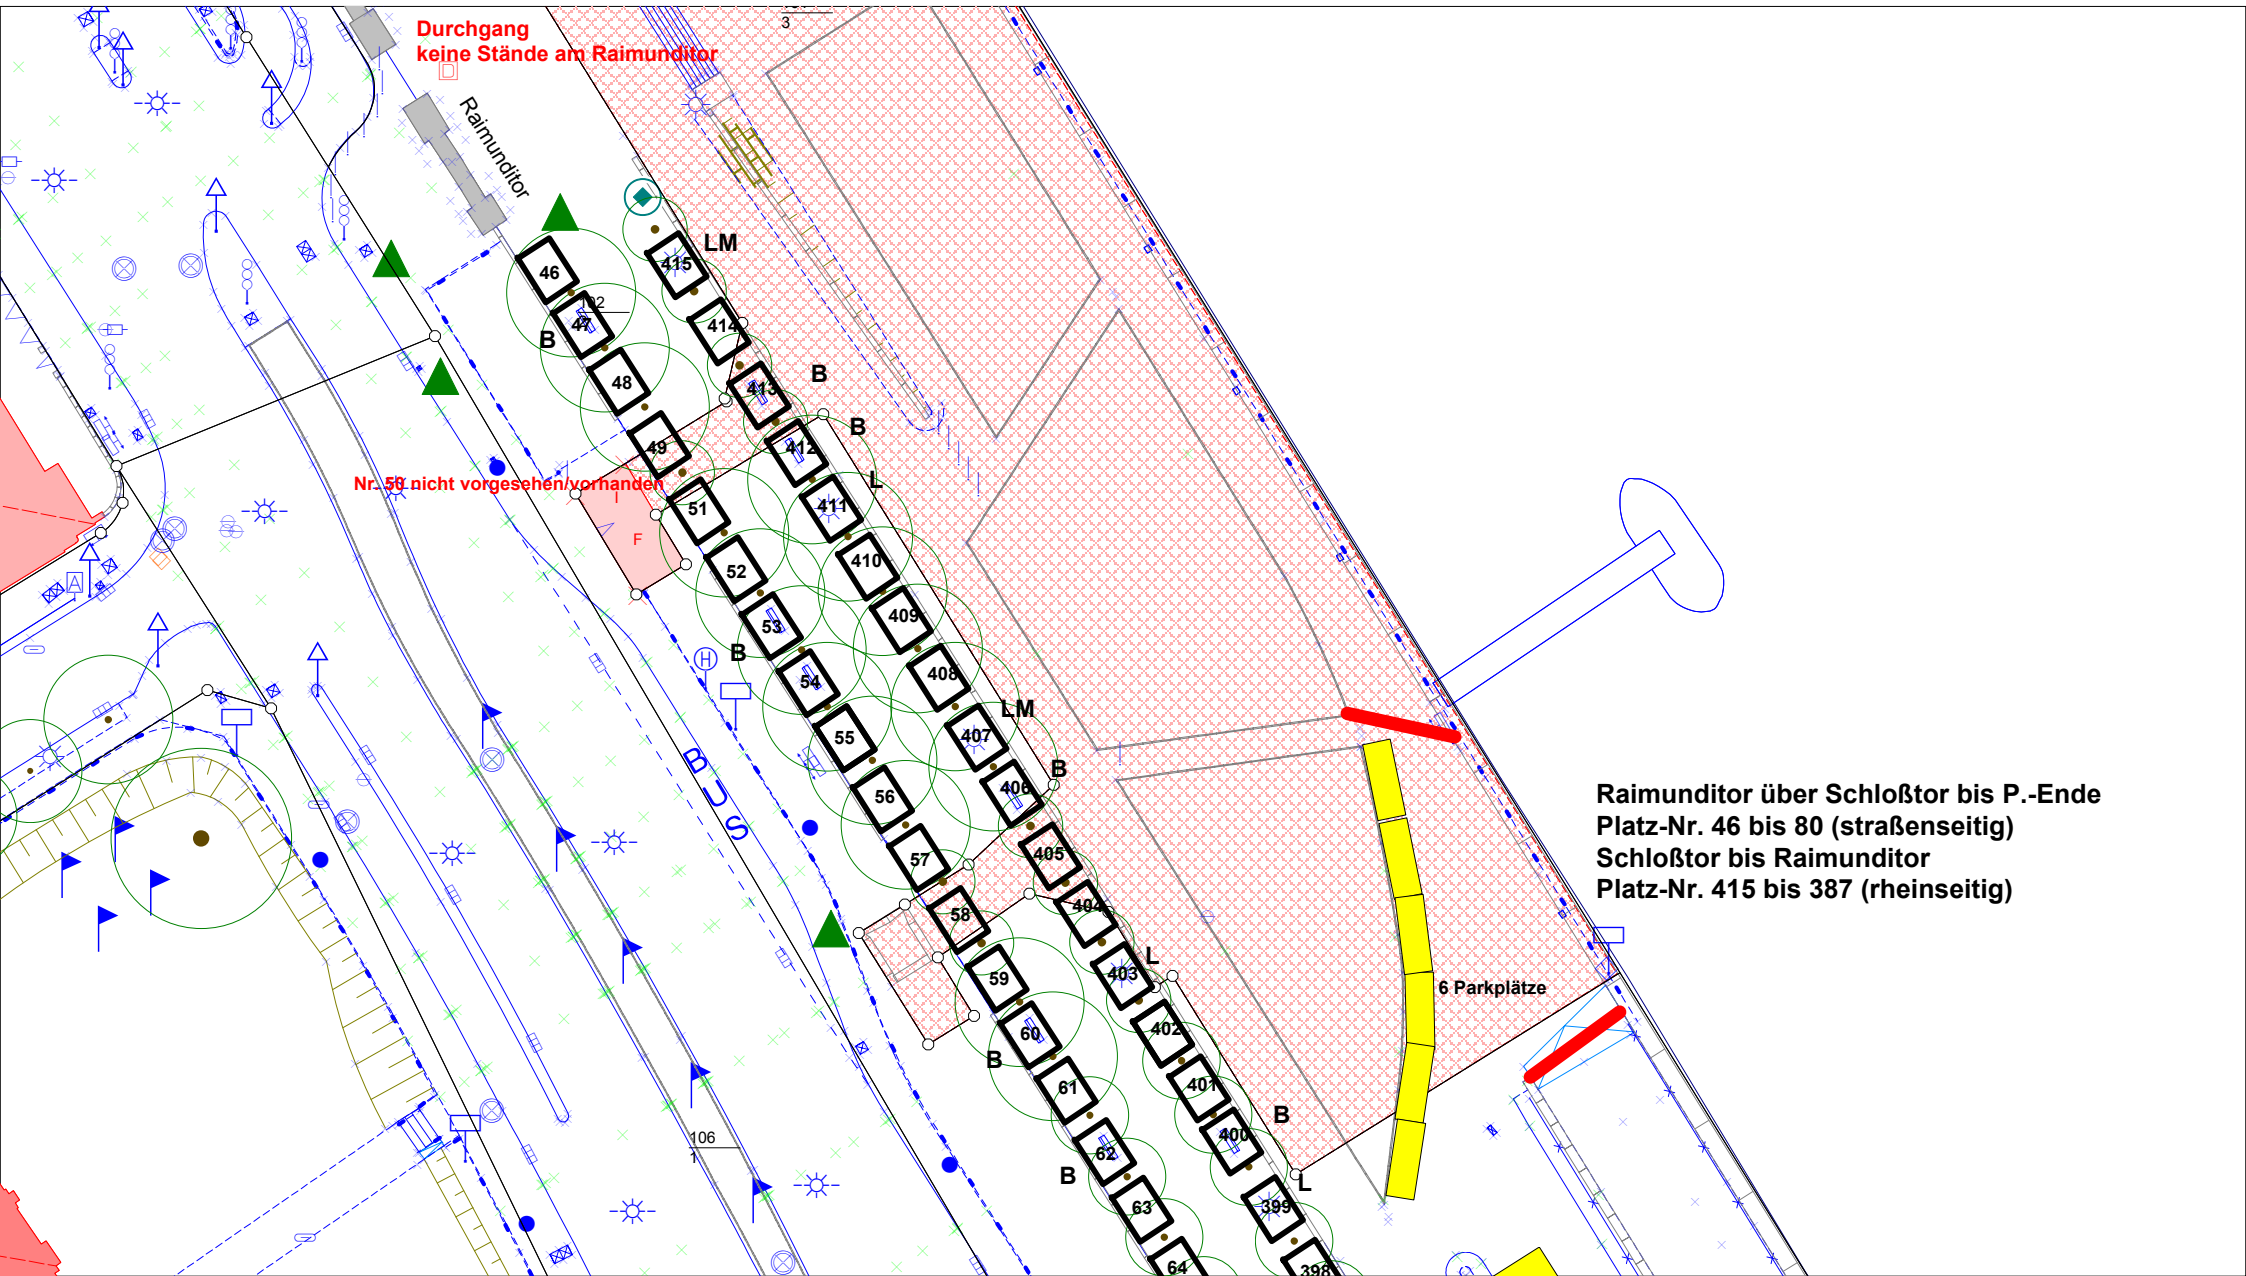 3
Durchgang
keine Stände am Raimunditor
D
Raimunditor
LM
46
415
102
47
414
B
B
48
413
B
49
412
L
Nr. 50 nicht vorgesehen/vorhanden
I
51
411
F
52
410
A
53
409
B
H
54
408
LM
55
407
BUS
B
56
406
57
405
58
404
L
59
403
6 Parkplätze
60
402
B
61
401
B
62
400
B
106
1
L
63
399
64
398
Raimunditor über Schloßtor bis P.-Ende
Platz-Nr. 46 bis 80 (straßenseitig)
Schloßtor bis Raimunditor
Platz-Nr. 415 bis 387 (rheinseitig)